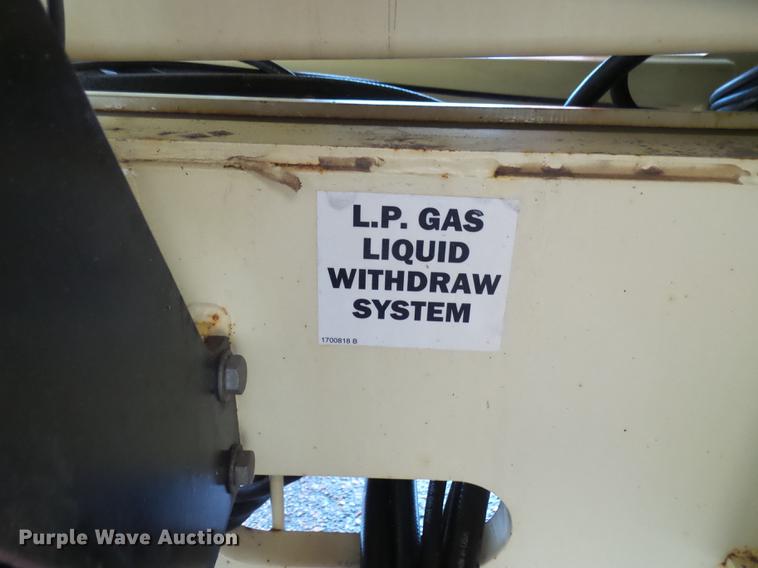 L.P. GAS
LIQUID
WITHDRAW
SYSTEM
1700818 B
Purple Wave Auction